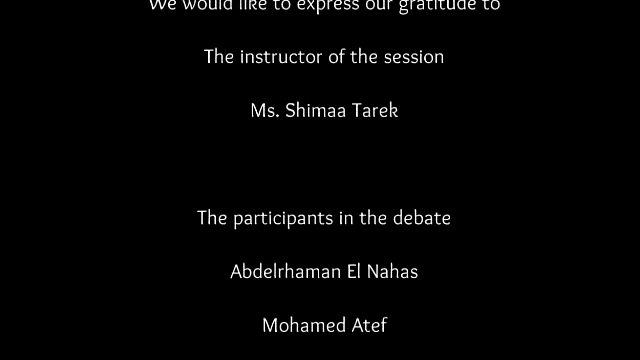 We would like to express our gratitude to
The instructor of the session
Ms. Shimaa Tarek
The participants in the debate
Abdelrhaman El Nahas
Mohamed Atef